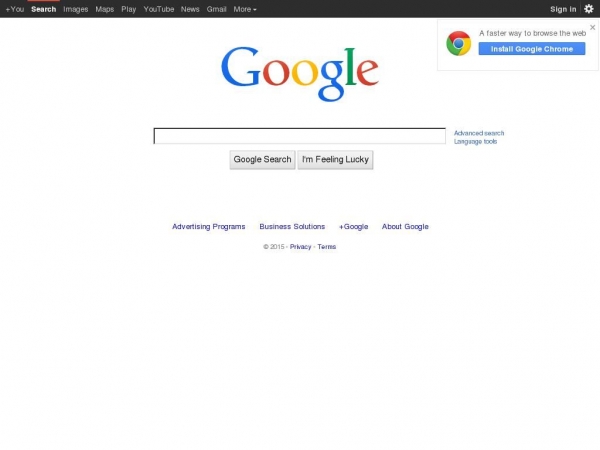 +You Search Images Maps Play YouTube News Gmail More Sign in
A faster way to browse the web
Install Google Chrome
Google
Advanced search
Language tools
Google Search I'm Feeling Lucky
Advertising Programs Business Solutions +Google About Google
© 2015 - Privacy - Terms